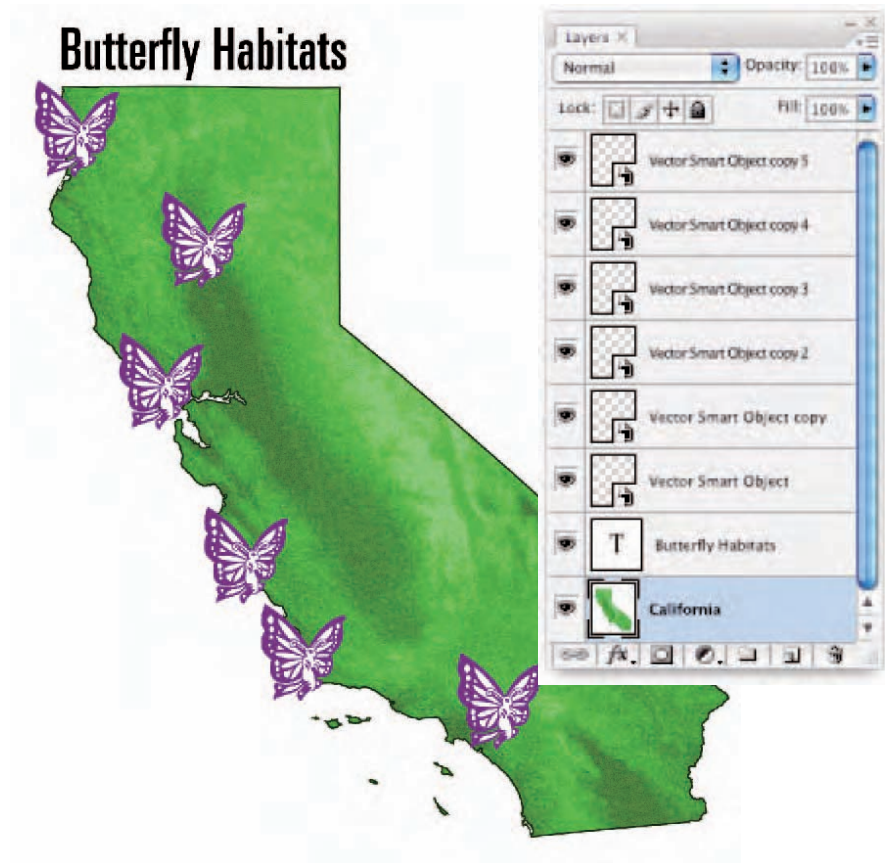 Butterfly Habitats
Layers ×
Normal Opacity: 100%
Lock: Fill: 100%
Vector Smart Object copy 5
Vector Smart Object copy 4
Vector Smart Object copy 3
Vector Smart Object copy 2
Vector Smart Object copy
Vector Smart Object
T Butterfly Habitats
California
fx.